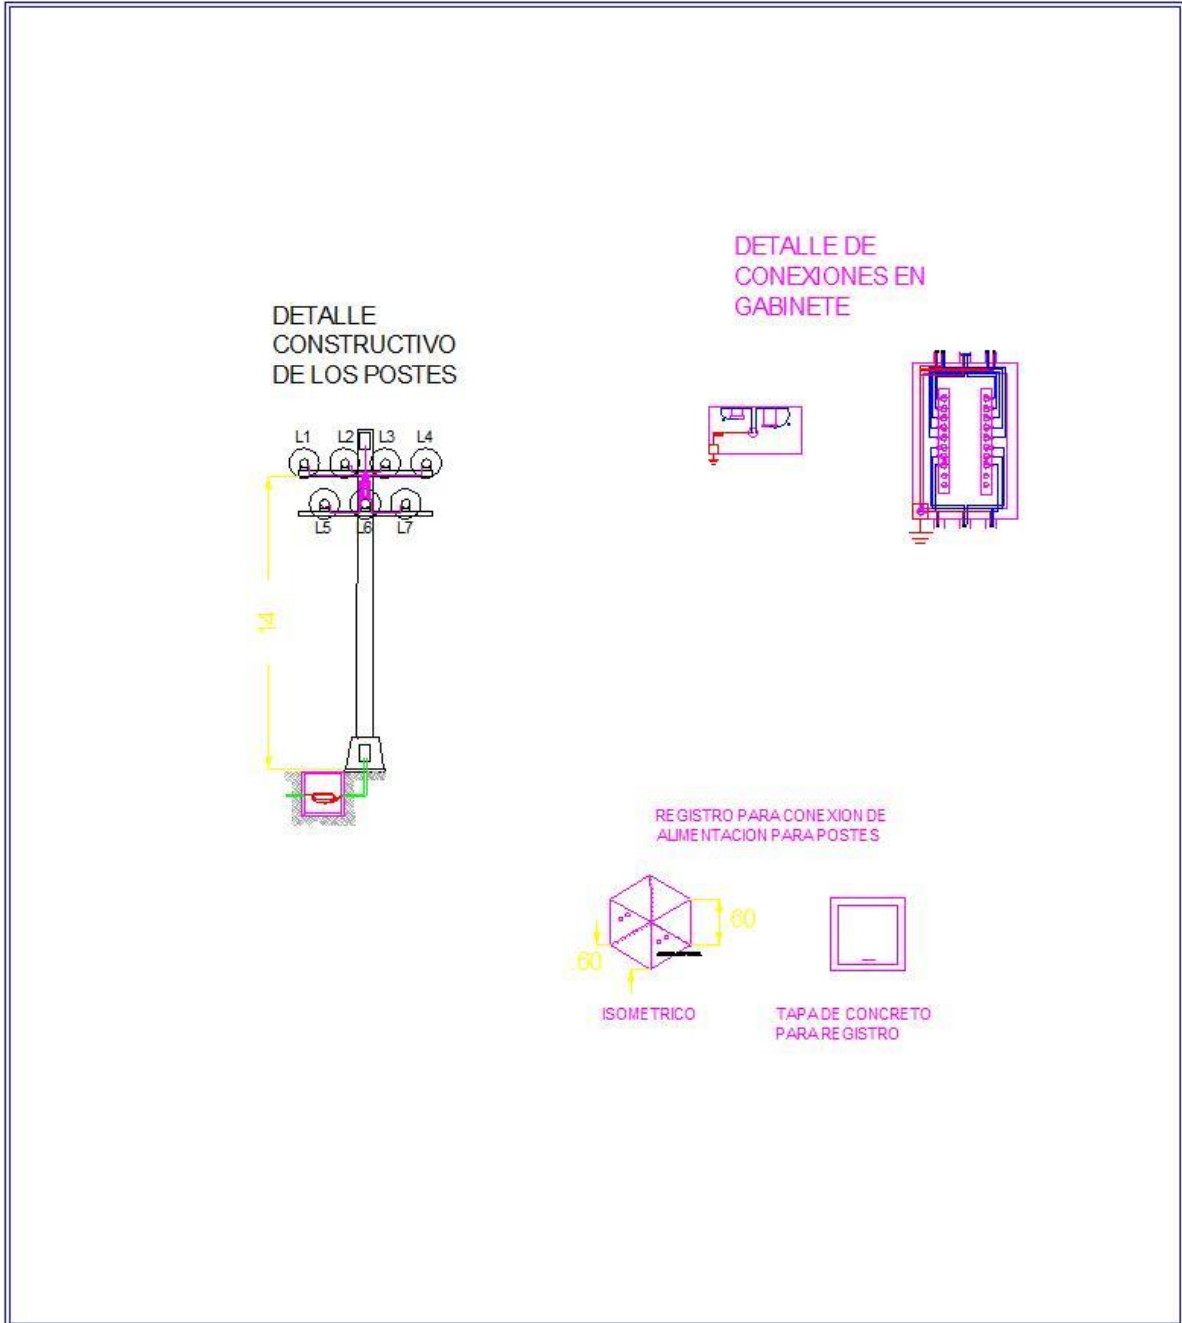 DETALLE DE
CONEXIONES EN
GABINETE
DETALLE
CONSTRUCTIVO
DE LOS POSTES
L1 L2 L3 L4
L5 L6 L7
14
REGISTRO PARA CONEXION DE
ALIMENTACION PARA POSTES
.60
.60
ISOMETRICO
TAPA DE CONCRETO
PARA REGISTRO